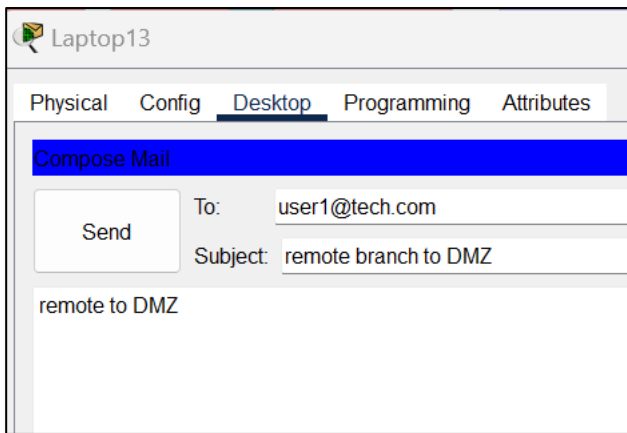 Laptop13
Physical Config Desktop Programming Attributes
Compose Mail
Send
To: user1@tech.com
Subject: remote branch to DMZ
remote to DMZ